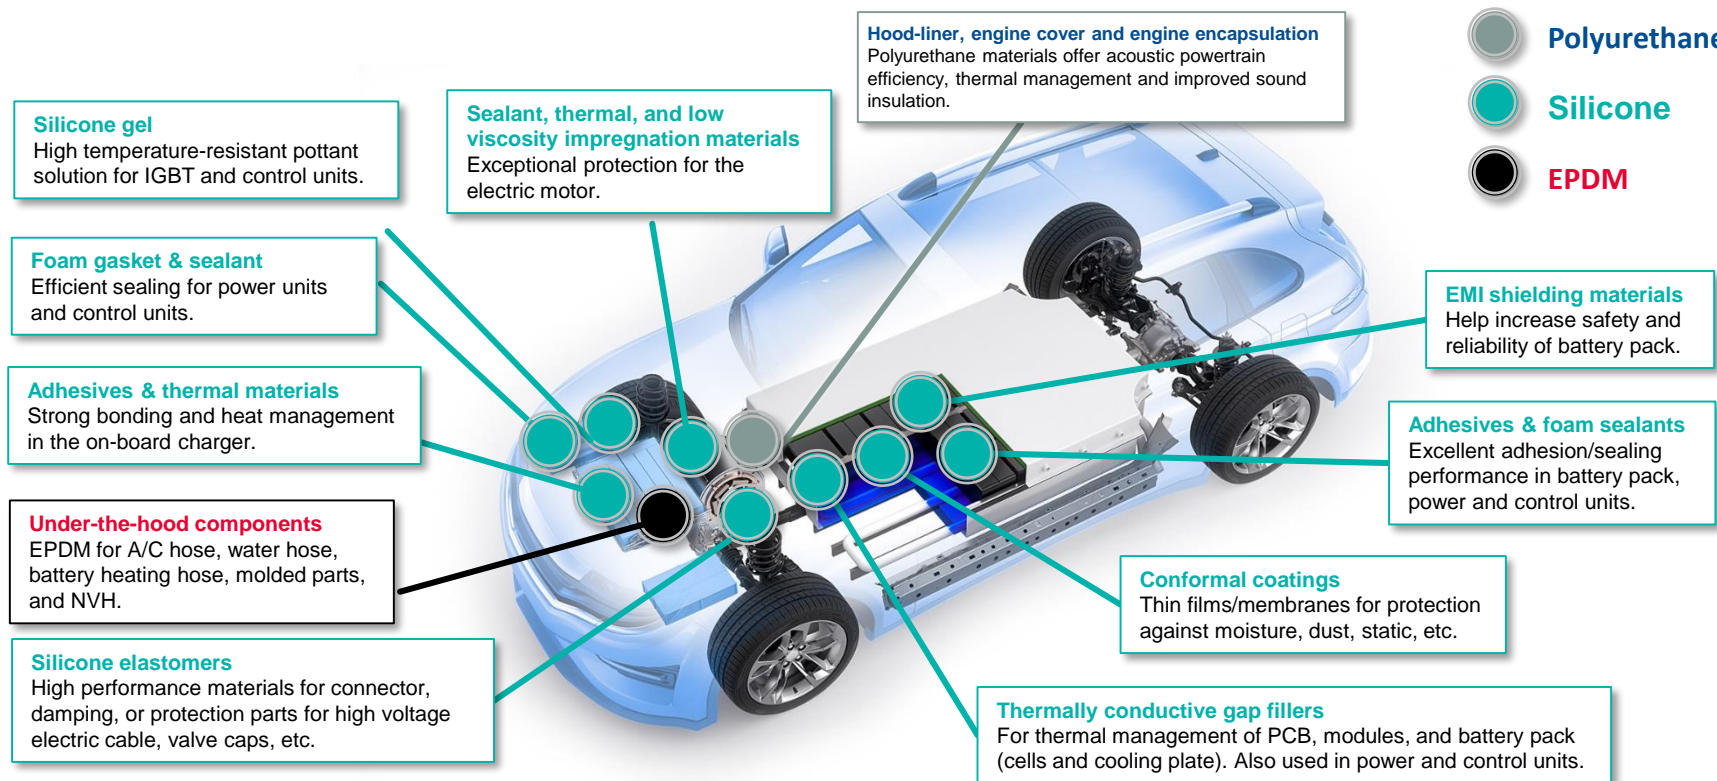 Hood-liner, engine cover and engine encapsulation
Polyurethane materials offer acoustic powertrain
efficiency, thermal management and improved sound
insulation.
Polyurethane
Silicone
EPDM
Silicone gel
High temperature-resistant pottant
solution for IGBT and control units.
Sealant, thermal, and low
viscosity impregnation materials
Exceptional protection for the
electric motor.
Foam gasket & sealant
Efficient sealing for power units
and control units.
EMI shielding materials
Help increase safety and
reliability of battery pack.
Adhesives & thermal materials
Strong bonding and heat management
in the on-board charger.
Adhesives & foam sealants
Excellent adhesion/sealing
performance in battery pack,
power and control units.
Under-the-hood components
EPDM for A/C hose, water hose,
battery heating hose, molded parts,
and NVH.
Conformal coatings
Thin films/membranes for protection
against moisture, dust, static, etc.
Silicone elastomers
High performance materials for connector,
damping, or protection parts for high voltage
electric cable, valve caps, etc.
Thermally conductive gap fillers
For thermal management of PCB, modules, and battery pack
(cells and cooling plate). Also used in power and control units.